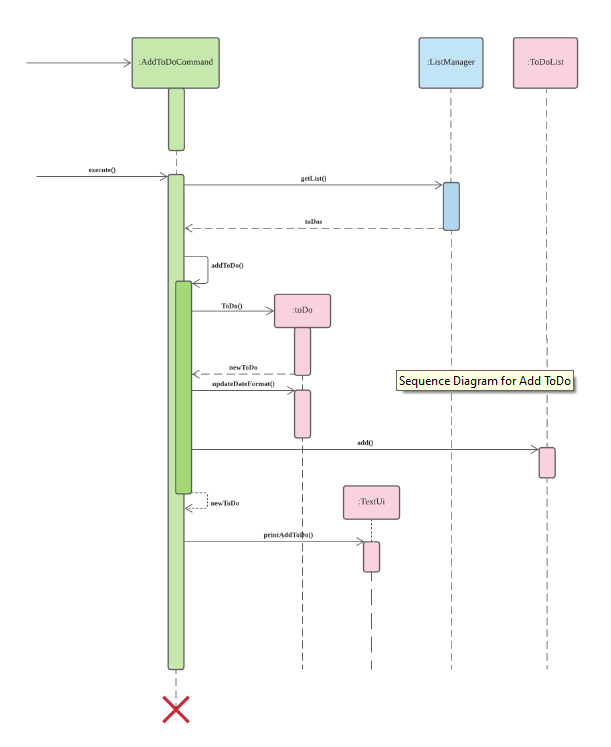 :AddToDoCommand
:ListManager
:ToDoList
execute()
getList()
toDos
addToDo()
ToDo()
:toDo
newToDo
Sequence Diagram for Add ToDo
updateDateFormat()
add()
:TextUi
newToDo
printAddToDo()